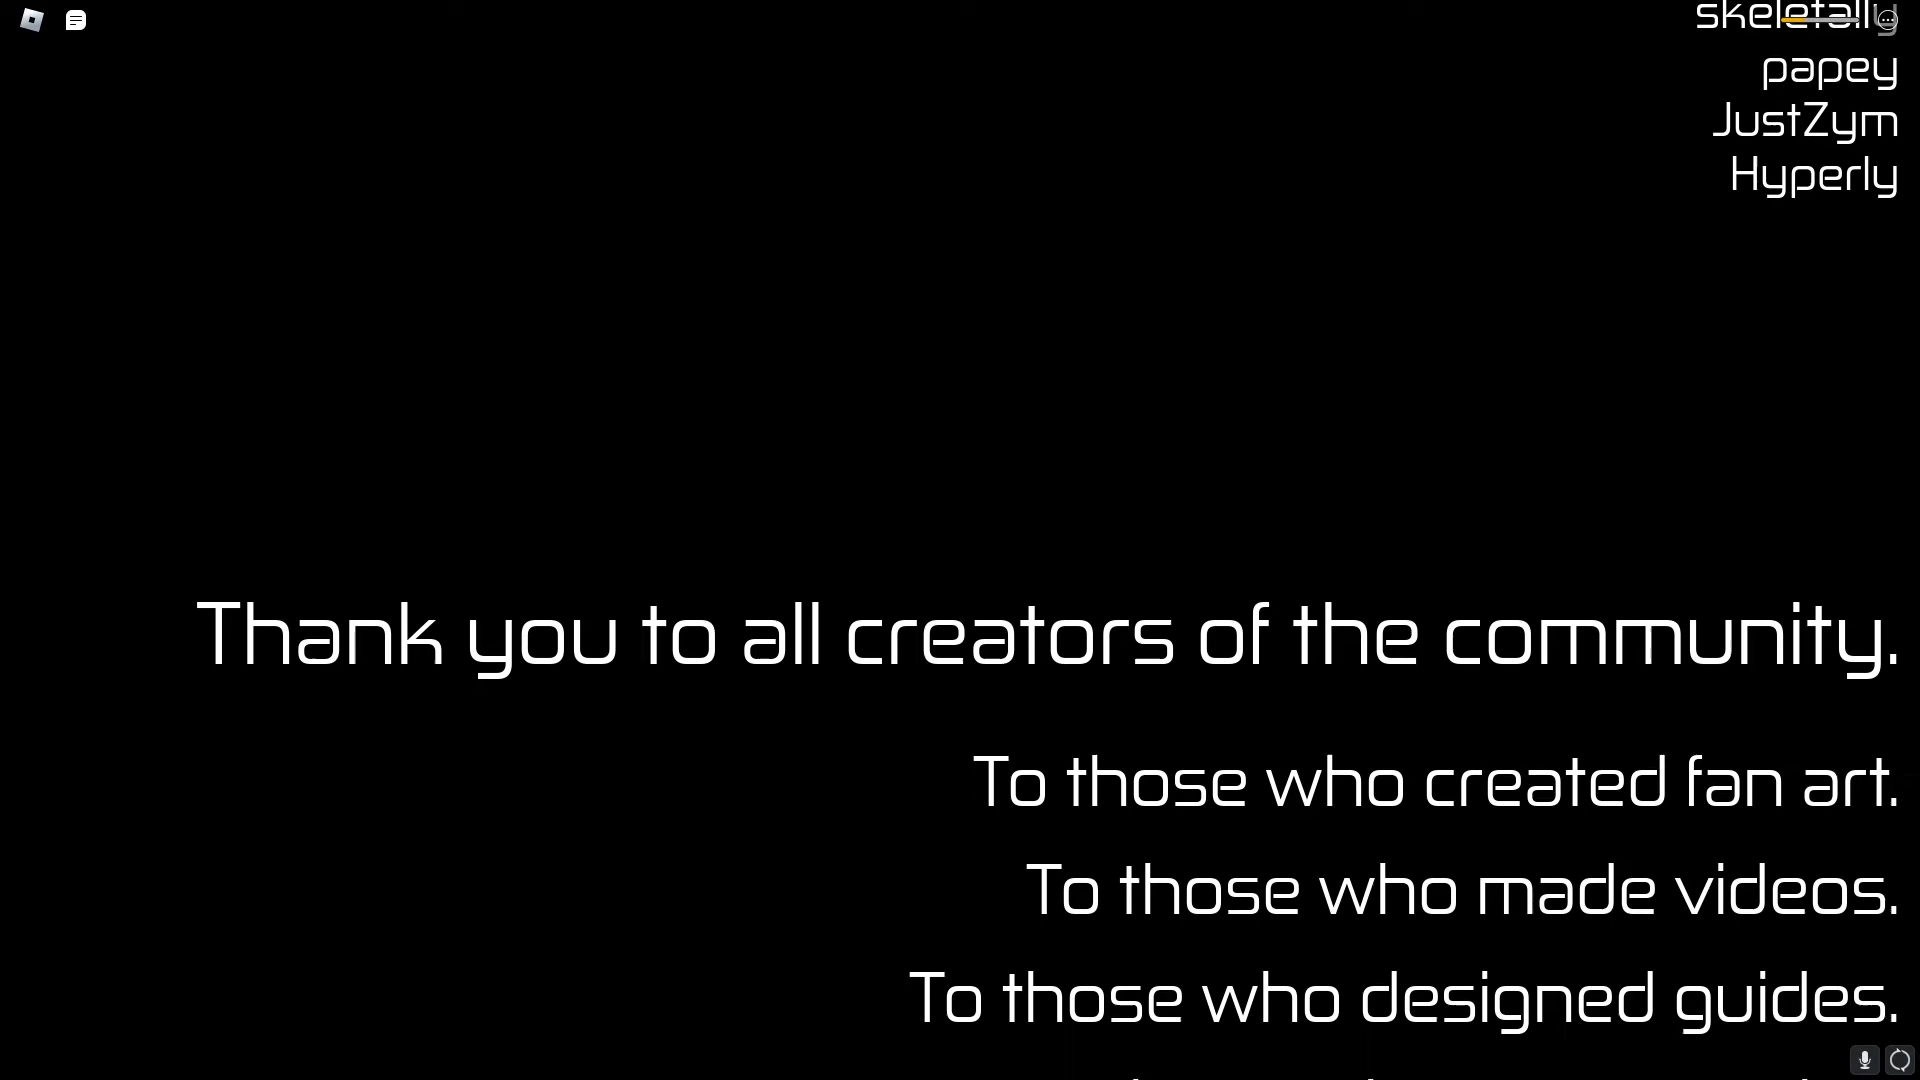 skeletally
papey
JustZym
Hyperly
Thank you to all creators of the community.
To those who created fan art.
To those who made videos.
To those who designed guides.